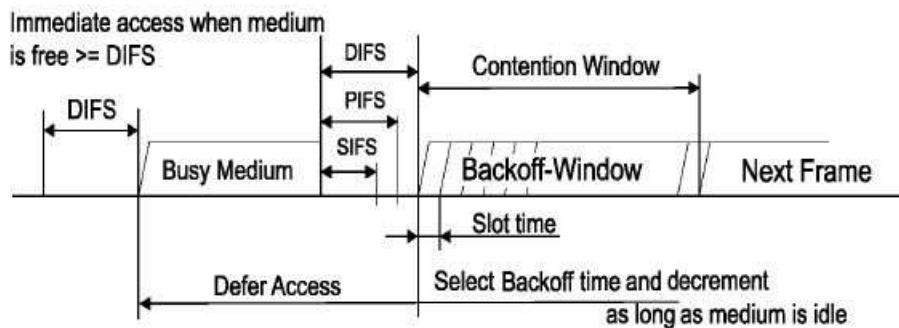 Immediate access when medium
is free >= DIFS
DIFS
DIFS
PIFS
SIFS
Contention Window
Busy Medium
Backoff-Window
Next Frame
Slot time
Defer Access
Select Backoff time and decrement
as long as medium is idle